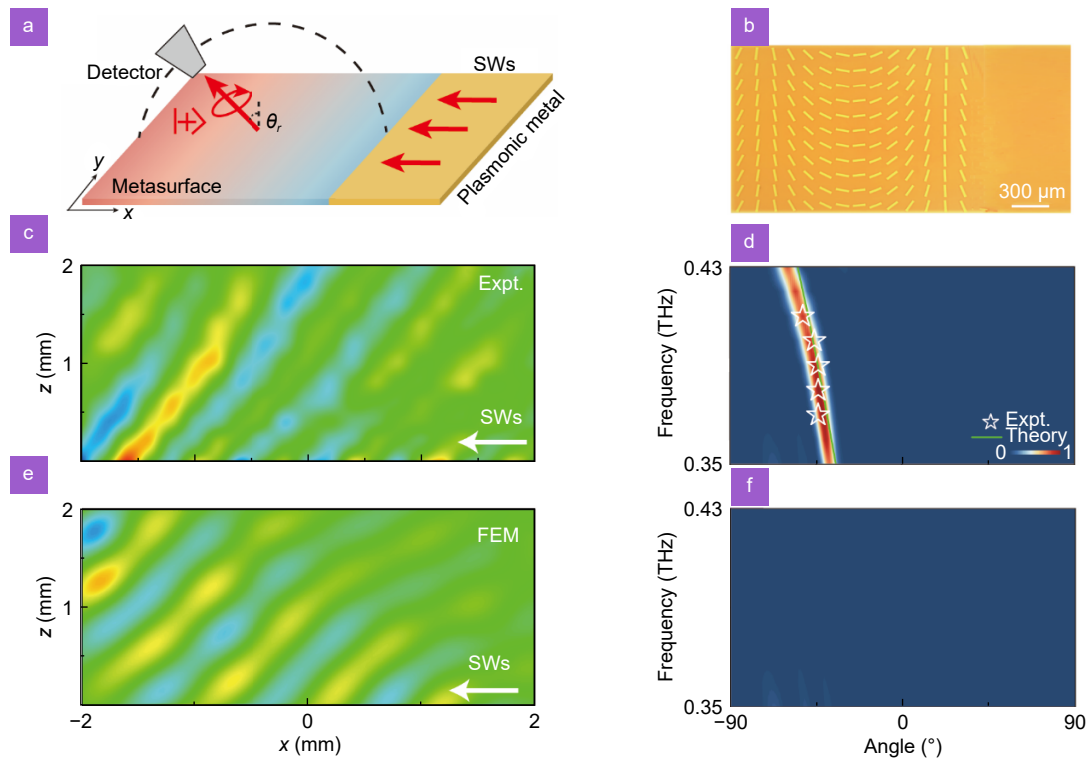 a
Detector
SWs
|+⟩
θr
Plasmonic metal
y
Metasurface
x
b
300 μm
c
2
Expt.
z (mm)
1
SWs
0
d
0.43
Frequency (THz)
Expt.
Theory
0 1
0.35
e
2
FEM
z (mm)
1
SWs
0
−2 0 2
x (mm)
f
0.43
Frequency (THz)
0.35
−90 0 90
Angle (°)